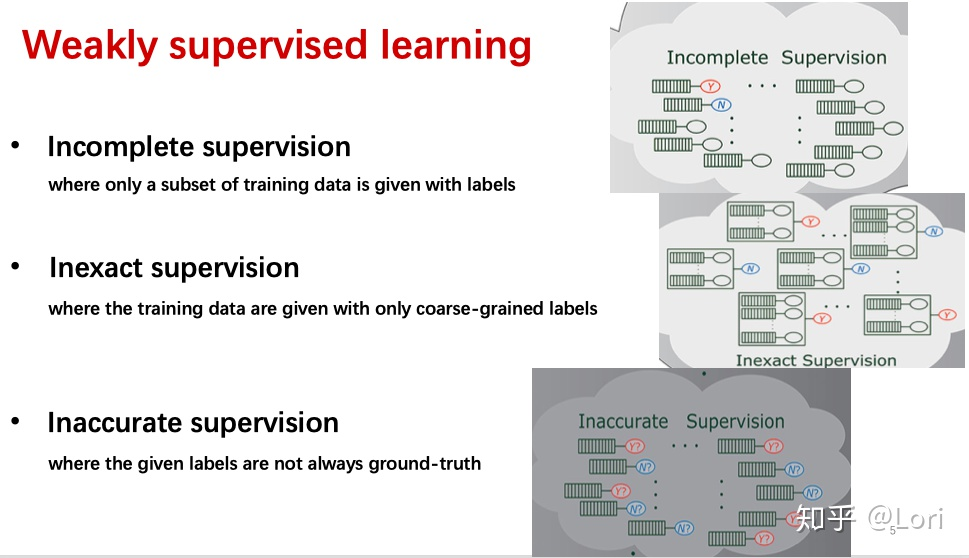 Weakly supervised learning
• Incomplete supervision
where only a subset of training data is given with labels
• Inexact supervision
where the training data are given with only coarse-grained labels
• Inaccurate supervision
where the given labels are not always ground-truth
Incomplete Supervision
Y
N
Y
N
N
N
Y
Y
Inexact Supervision
Inaccurate Supervision
Y? Y?
N? N?
Y? N?
N?
N? Y
Y?
知乎 @Lori
5